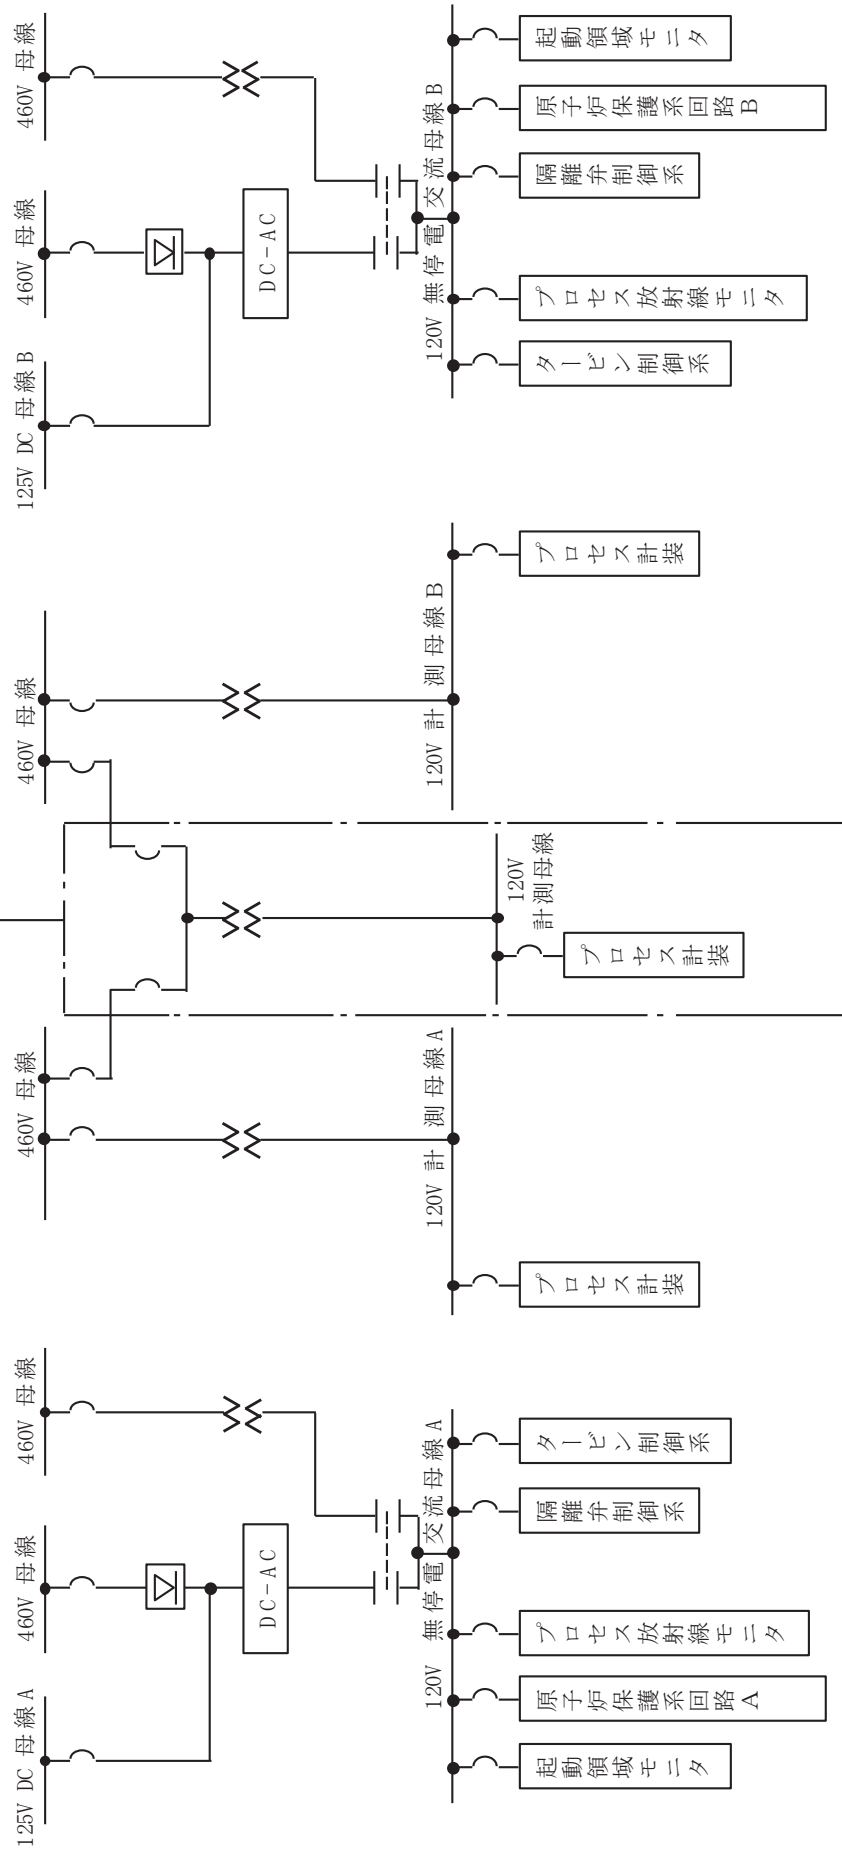 125V DC 母線 A
460V 母線
460V 母線
460V 母線
460V 母線
125V DC 母線 B
460V 母線
460V 母線
DC-AC
DC-AC
120V 無停電交流母線 A
120V 計測母線 A
120V
計測母線
120V 計測母線 B
120V 無停電交流母線 B
起動領域モニタ
原子炉保護系回路 A
プロセス放射線モニタ
隔離弁制御系
タービン制御系
プロセス計装
プロセス計装
プロセス計装
タービン制御系
プロセス放射線モニタ
隔離弁制御系
原子炉保護系回路 B
起動領域モニタ